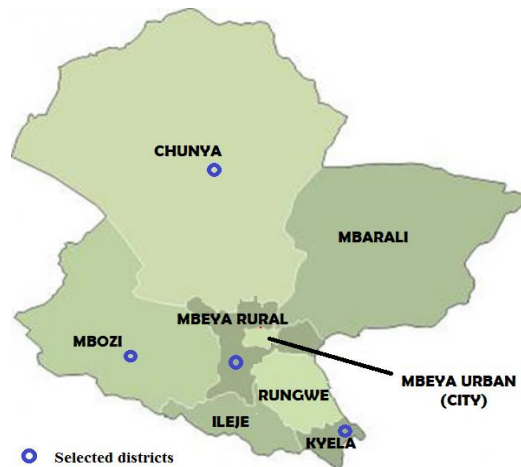 CHUNYA
MBARALI
MBEYA RURAL
MBOZI
MBEYA URBAN
(CITY)
RUNGWE
ILEJE
KYELA
Selected districts